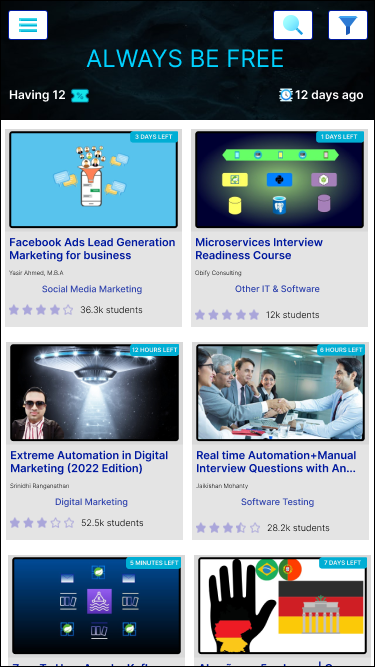 ALWAYS BE FREE
Having 12
12 days ago
3 DAYS LEFT
Facebook Ads Lead Generation
Marketing for business
Yasir Ahmed, M.B.A
Social Media Marketing
36.3k students
1 DAYS LEFT
Microservices Interview
Readiness Course
Obify Consulting
Other IT & Software
12k students
12 HOURS LEFT
Extreme Automation in Digital
Marketing (2022 Edition)
Srinidhi Ranganathan
Digital Marketing
52.5k students
6 HOURS LEFT
Real time Automation+Manual
Interview Questions with An...
Jaikishan Mohanty
Software Testing
28.2k students
5 MINUTES LEFT
7 DAYS LEFT